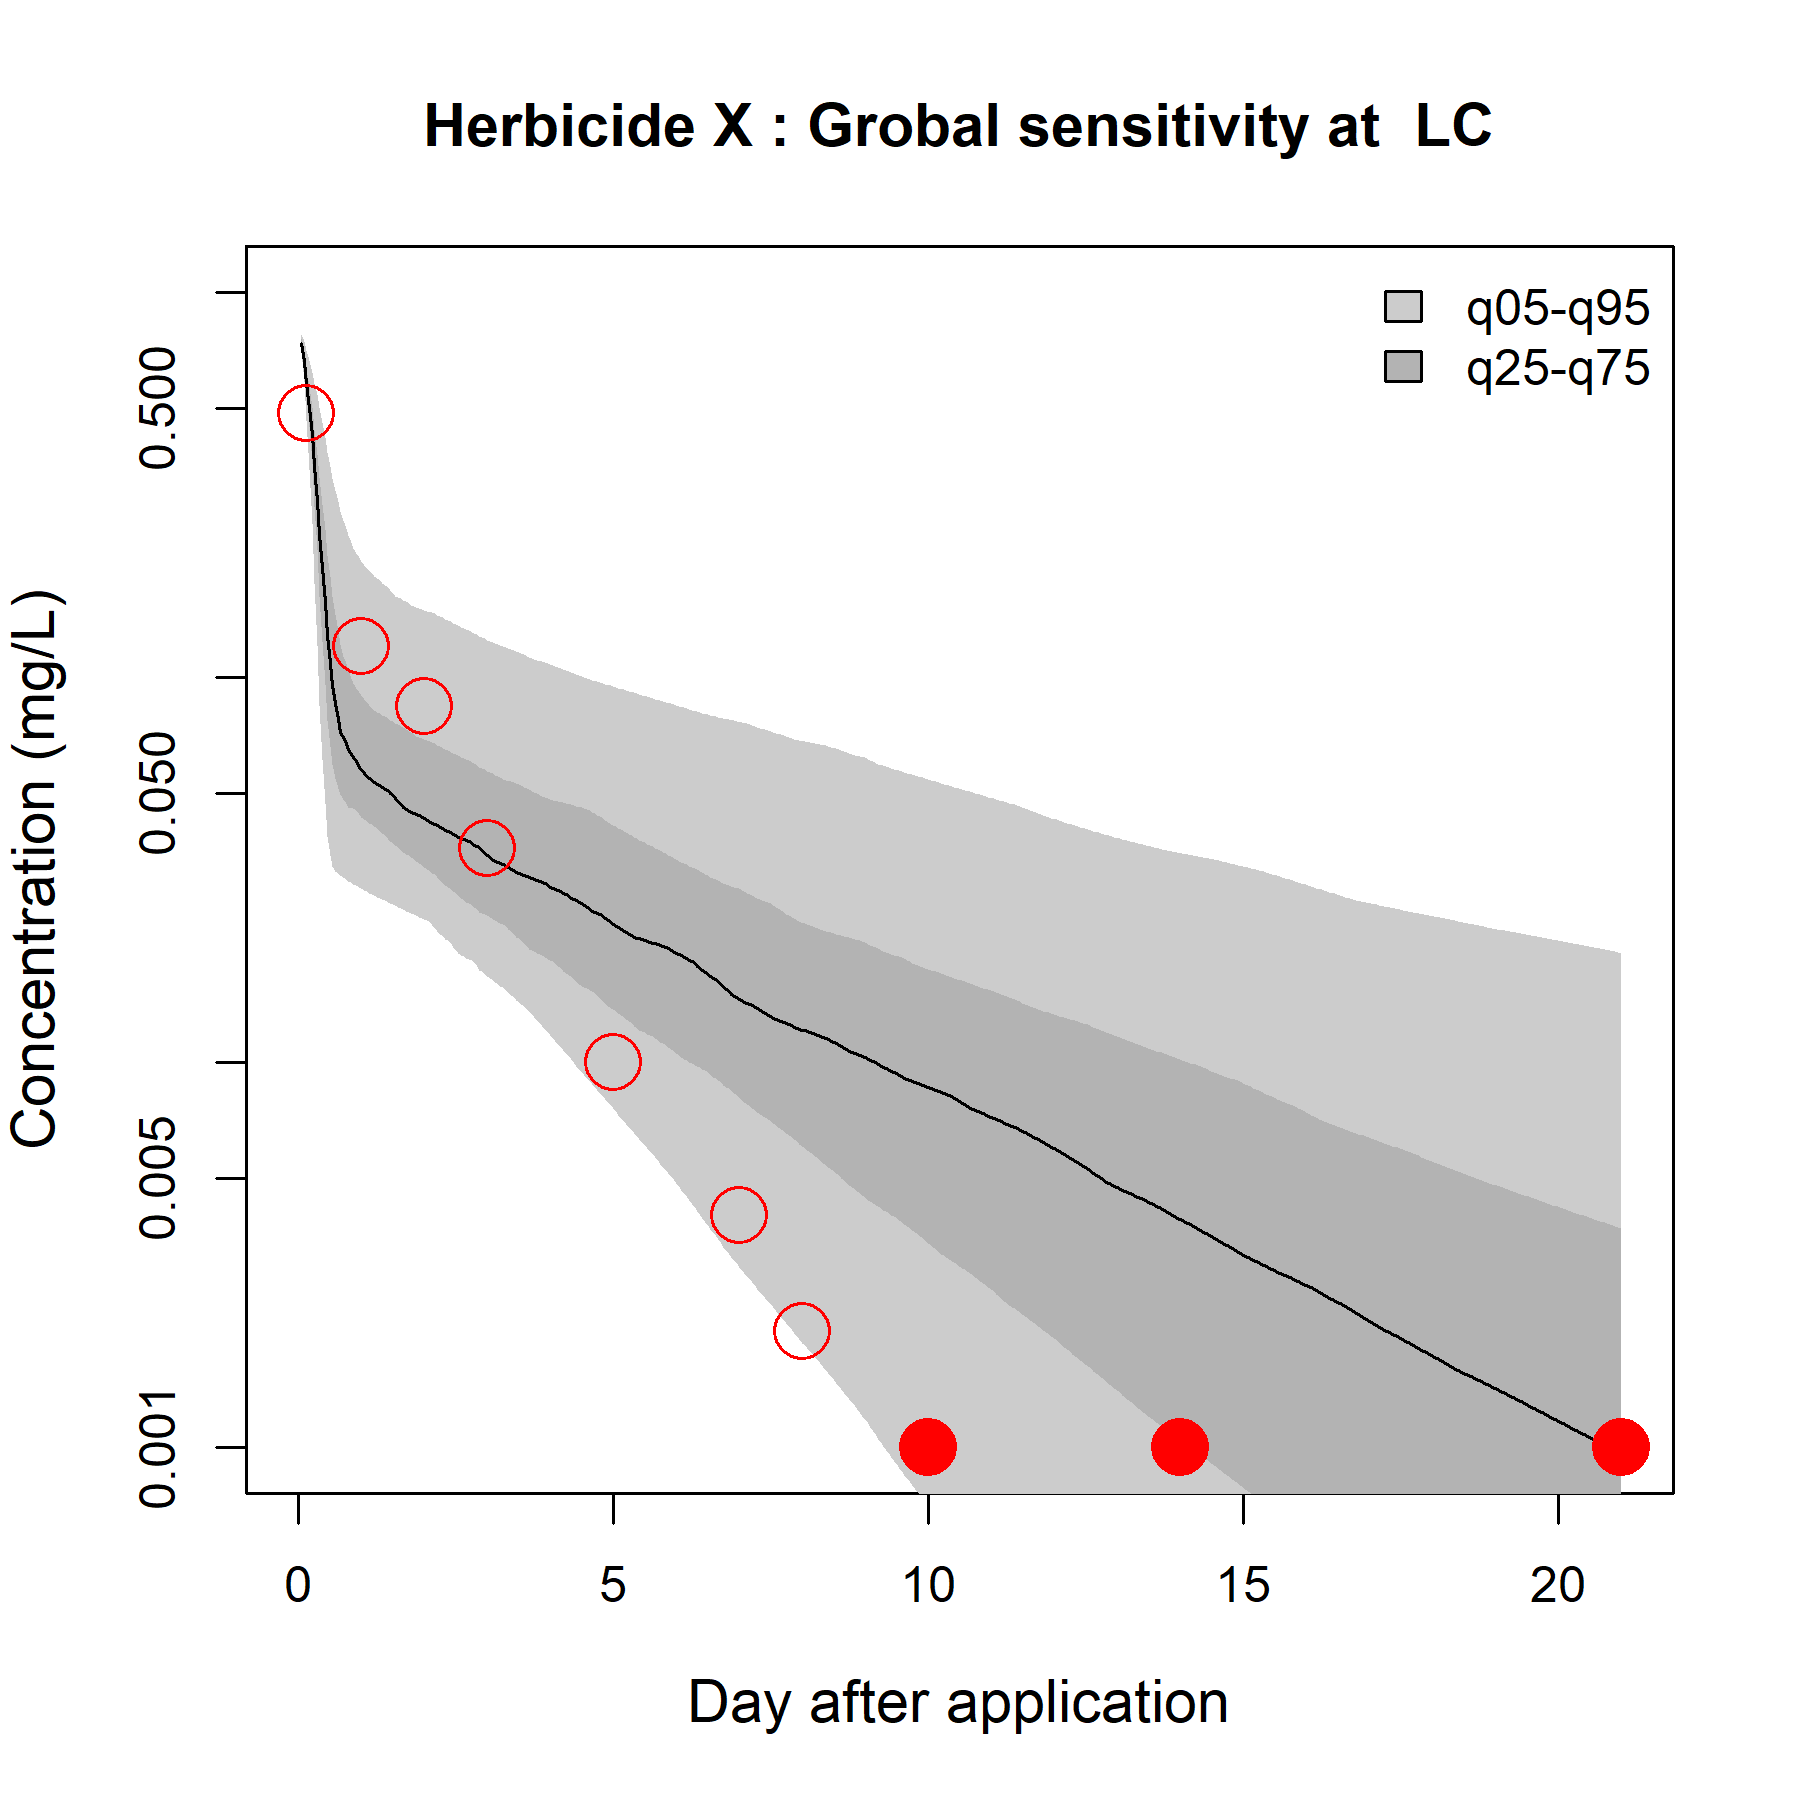 Herbicide X : Grobal sensitivity at  LC
q05-q95
q25-q75
Concentration (mg/L)
0.500
0.050
0.005
0.001
0 5 10 15 20
Day after application